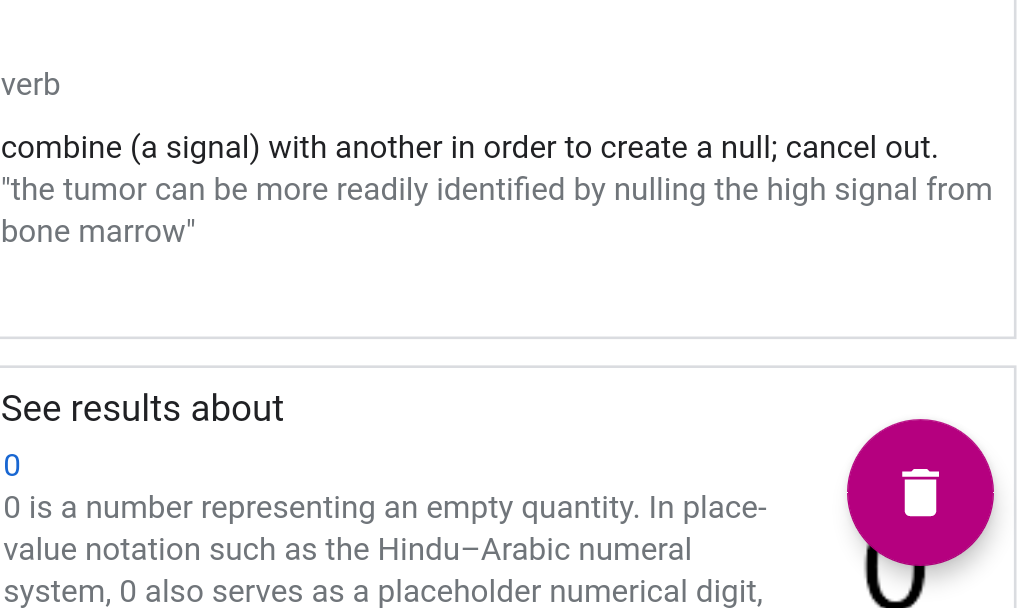 verb
combine (a signal) with another in order to create a null; cancel out.
"the tumor can be more readily identified by nulling the high signal from
bone marrow"
See results about
0
0 is a number representing an empty quantity. In place-
value notation such as the Hindu–Arabic numeral
system, 0 also serves as a placeholder numerical digit,
0